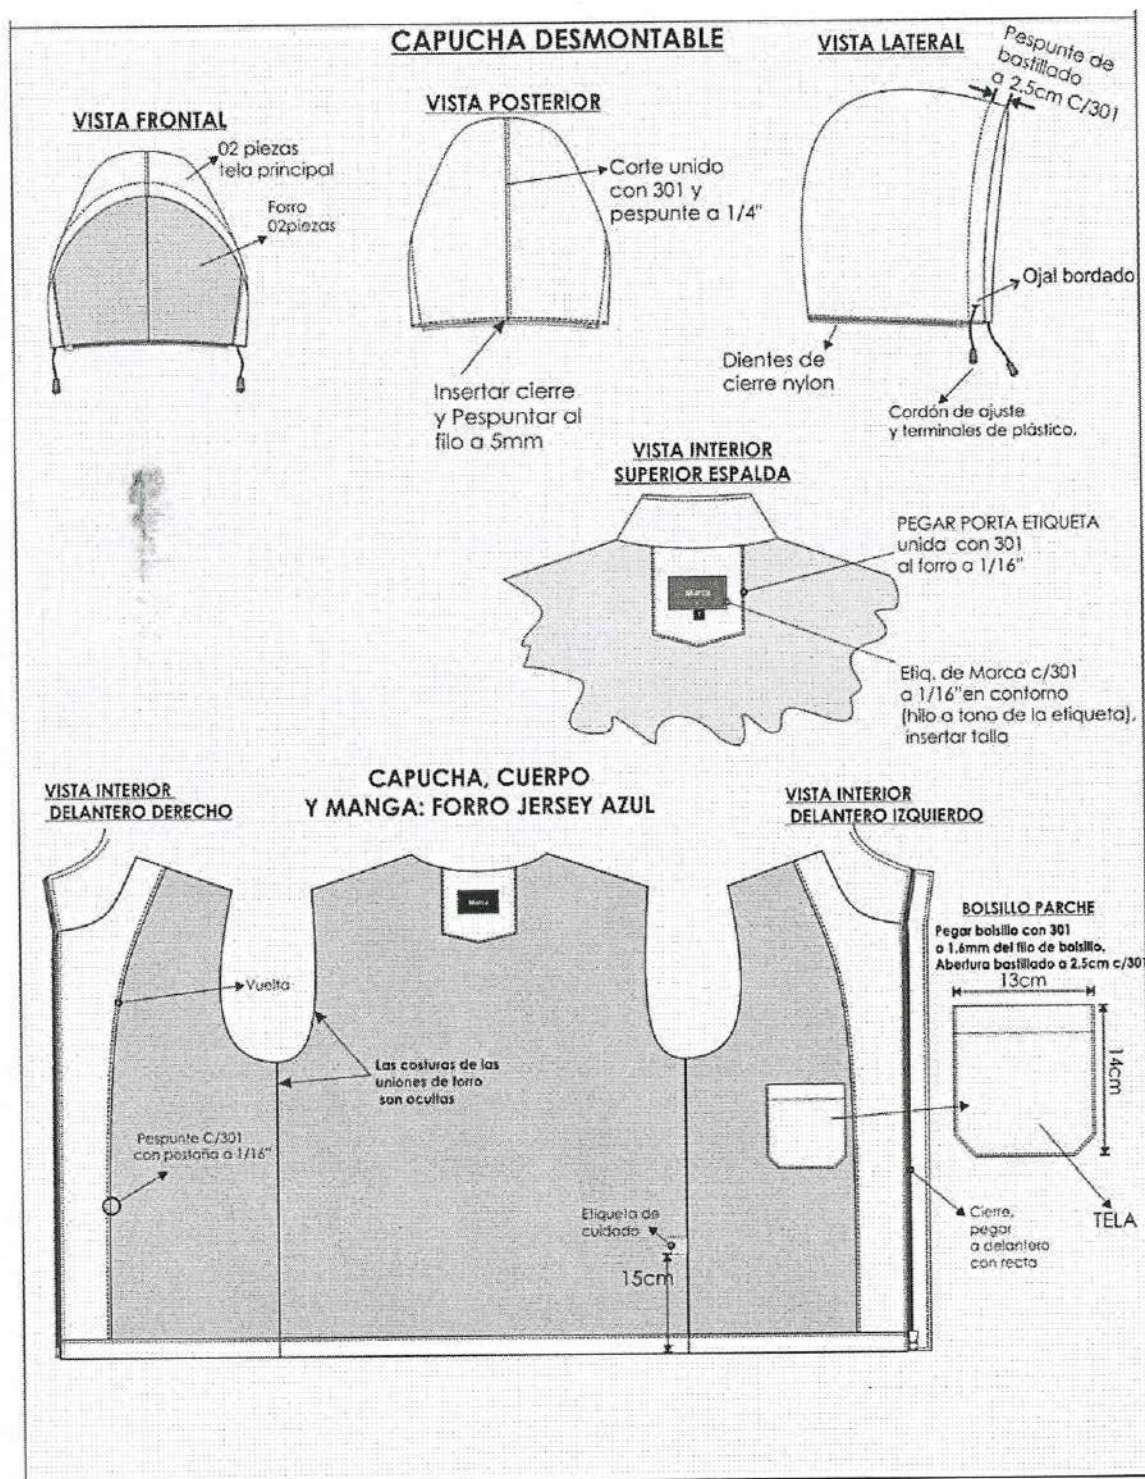 CAPUCHA DESMONTABLE
VISTA FRONTAL
02 piezas
tela principal
Forro
02piezas
VISTA POSTERIOR
Corte unido
con 301 y
pespunte a 1/4"
Insertar cierre
y Pespuntar al
filo a 5mm
VISTA LATERAL
Pespunte de
bastillado
a 2.5cm C/301
Ojal bordado
Dientes de
cierre nylon
Cordón de ajuste
y terminales de plástico.
VISTA INTERIOR
SUPERIOR ESPALDA
PEGAR PORTA ETIQUETA
unida con 301
al forro a 1/16"
Marca
Etiq. de Marca c/301
a 1/16"en contorno
(hilo a tono de la etiqueta),
insertar talla
CAPUCHA, CUERPO
Y MANGA: FORRO JERSEY AZUL
VISTA INTERIOR
DELANTERO DERECHO
VISTA INTERIOR
DELANTERO IZQUIERDO
Marca
Vuelta
Las costuras de las
uniones de forro
son ocultas
Pespunte C/301
con pestaña a 1/16"
Etiqueta de
cuidado
15cm
BOLSILLO PARCHE
Pegar bolsillo con 301
a 1.6mm del filo de bolsillo.
Abertura bastillado a 2.5cm c/301
13cm
14cm
TELA
Cierre,
pegar
a delantero
con recta